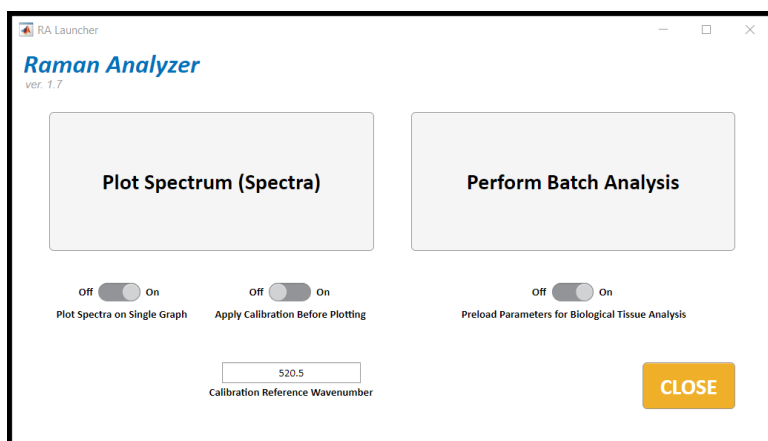 RA Launcher
Raman Analyzer
ver. 1.7
Plot Spectrum (Spectra)
Perform Batch Analysis
Off On
Off On
Off On
Plot Spectra on Single Graph
Apply Calibration Before Plotting
Preload Parameters for Biological Tissue Analysis
520.5
Calibration Reference Wavenumber
CLOSE